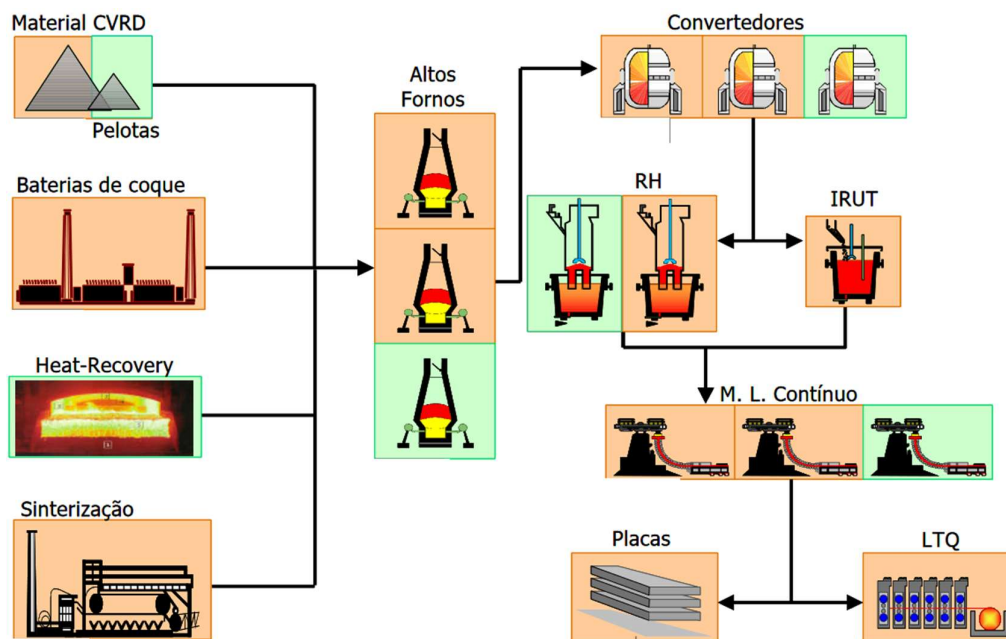 Material CVRD
Pelotas
Baterias de coque
Heat-Recovery
Sinterização
Altos
Fornos
Convertedores
RH
IRUT
M. L. Contínuo
Placas
LTQ